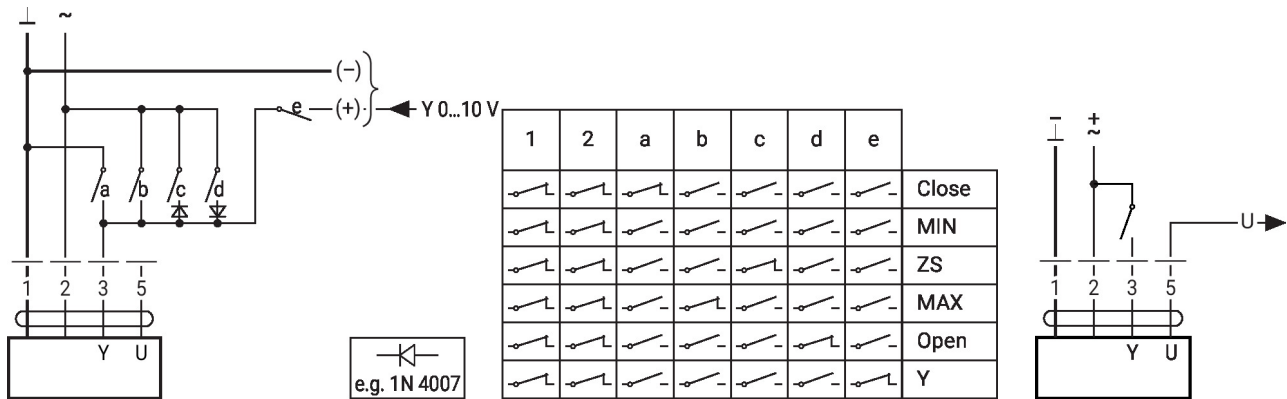 ⊥ ~
(–)
e (+) Y 0...10 V
a b c d
1 2 3 5
Y U
e.g. 1N 4007
1 2 a b c d e
Close
MIN
ZS
MAX
Open
Y
– +
⊥ ~
U
1 2 3 5
Y U